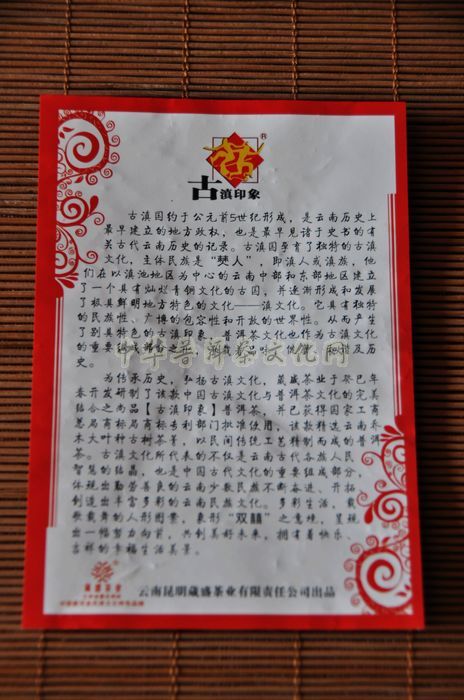 ®
古滇印象
古滇国约于公元前5世纪形成，是云南历史上
最早建立的地方政权，也是最早见诸于史书的有
关古代云南历史的记录。古滇国孕育了独特的古滇
文化，主体民族是“僰人”，即滇人或滇族，他
们在以滇池地区为中心的云南中部和东部地区建立
了一个具有灿烂青铜文化的古国，并逐渐形成和发展
了极具鲜明地方特色的文化——滇文化。它具有独特
的民族性、广博的包容性和开放的世界性。从而产生
了别具特色的古滇印象。普洱茶文化作为古滇文化
的重要组成部分
历史。
为传承历史，弘扬古滇文化，葳盛茶业于癸巳年
春开发研制了该款中国古滇文化与普洱茶文化的完美
结合之尚品【古滇印象】普洱茶，并已获得国家工商
总局商标局商标专利部门批准使用，该款精选云南乔
木大叶种古树茶菁，以民间传统工艺精制而成的普洱
茶。古滇文化所代表的不仅是云南古代各族人民
智慧的结晶，也是中国古代文化的重要组成部分，
体现出勤劳善良的云南少数民族不断奋进、开拓
创造出丰富多彩的云南民族文化。多彩生活，载
歌载舞的人形图案，象形“双囍”之意境，呈现
出一幅努力向前，共创美好未来，拥有着快乐、
吉祥的幸福生活美景。
云南昆明葳盛茶业有限责任公司出品
中华普洱茶文化网